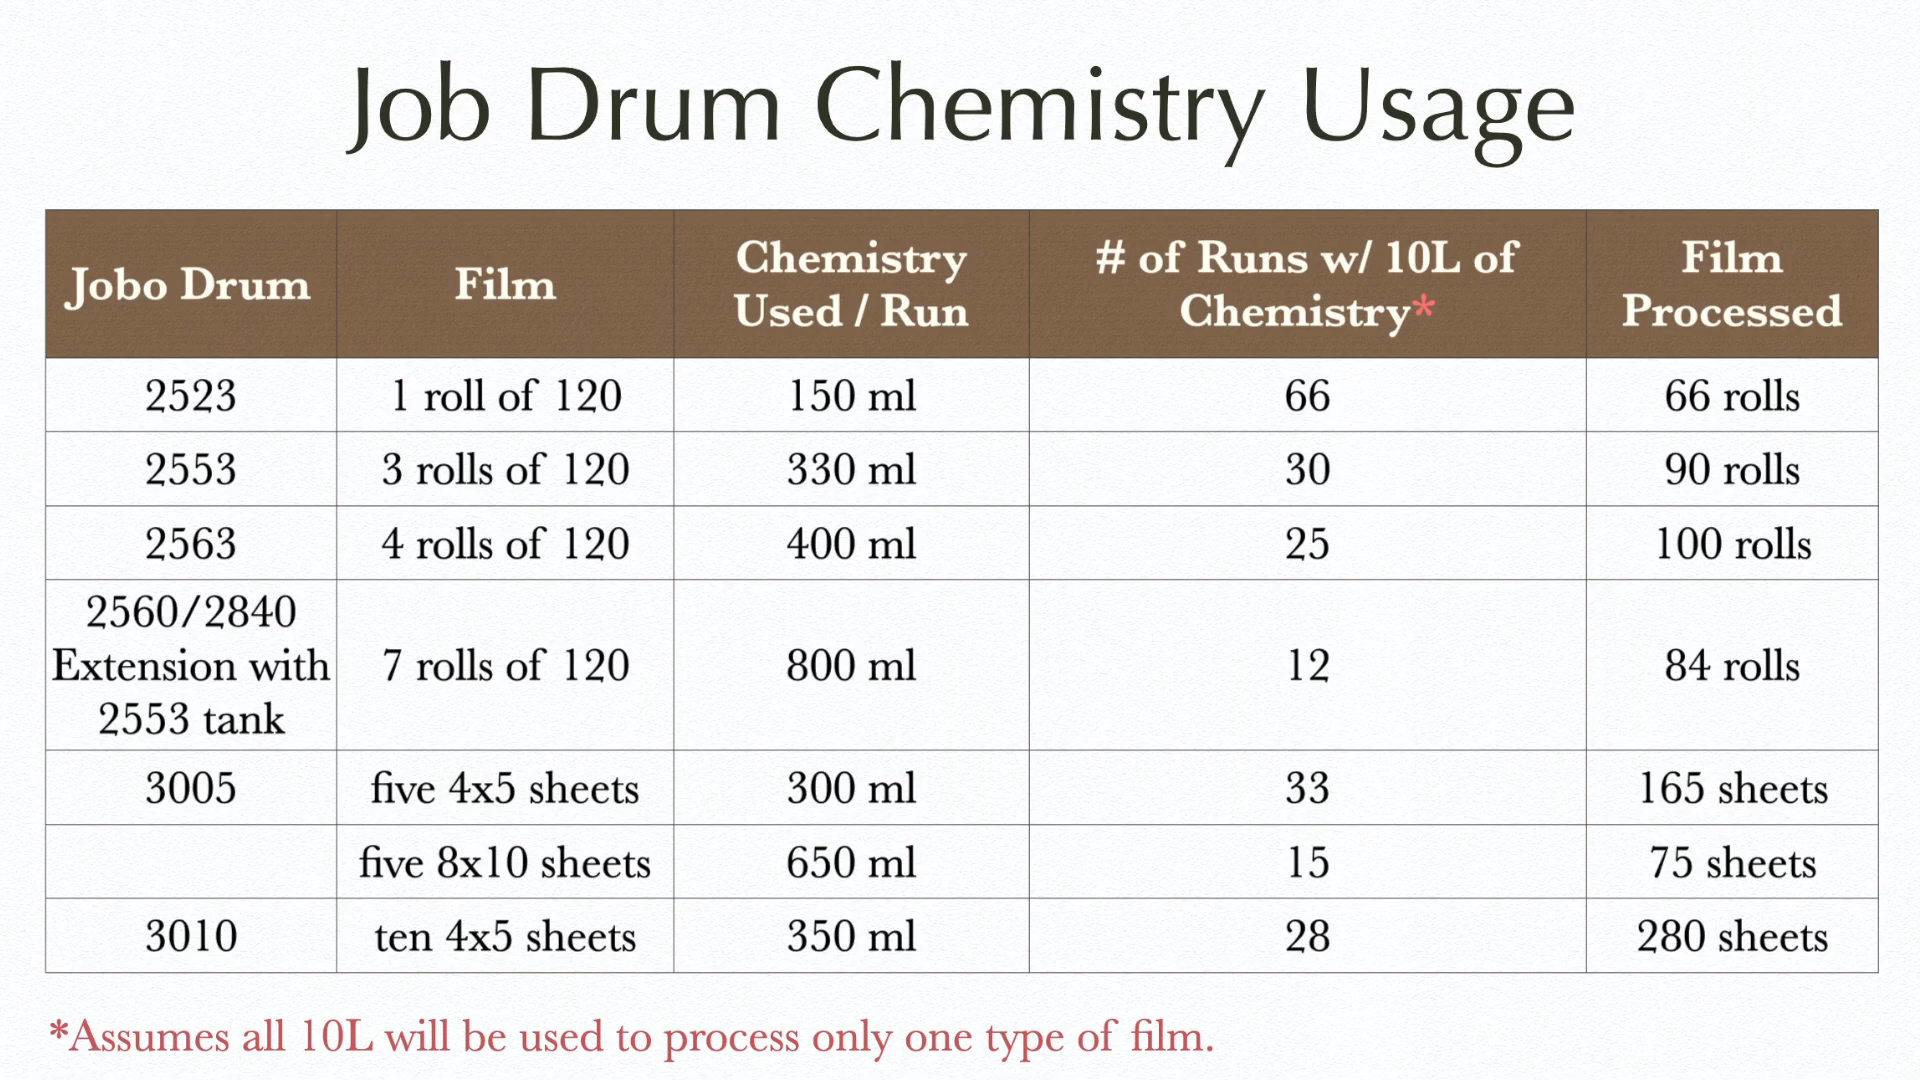 Job Drum Chemistry Usage
Jobo Drum Film Chemistry Used / Run # of Runs w/ 10L of Chemistry* Film Processed
2523 1 roll of 120 150 ml 66 66 rolls
2553 3 rolls of 120 330 ml 30 90 rolls
2563 4 rolls of 120 400 ml 25 100 rolls
2560/2840 Extension with 2553 tank 7 rolls of 120 800 ml 12 84 rolls
3005 five 4x5 sheets 300 ml 33 165 sheets
five 8x10 sheets 650 ml 15 75 sheets
3010 ten 4x5 sheets 350 ml 28 280 sheets
*Assumes all 10L will be used to process only one type of film.